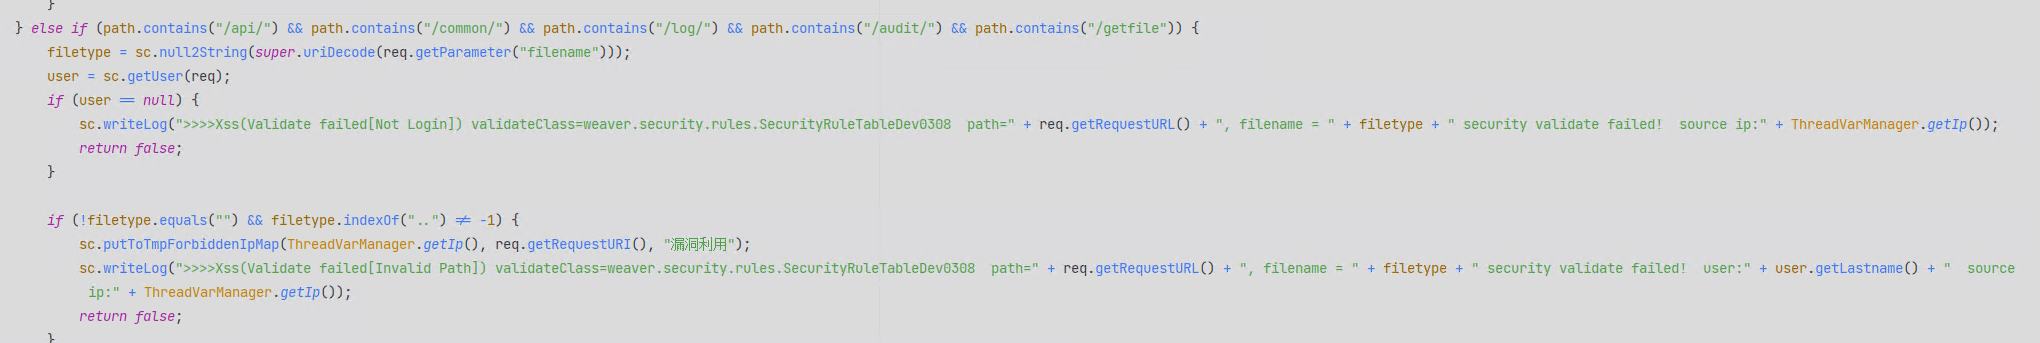 }
} else if (path.contains("/api/") && path.contains("/common/") && path.contains("/log/") && path.contains("/audit/") && path.contains("/getfile")) {
filetype = sc.null2String(super.uriDecode(req.getParameter("filename")));
user = sc.getUser(req);
if (user == null) {
sc.writeLog(">>>>Xss(Validate failed[Not Login]) validateClass=weaver.security.rules.SecurityRuleTableDev0308  path=" + req.getRequestURL() + ", filename = " + filetype + " security validate failed!  source ip:" + ThreadVarManager.getIp());
return false;
}
if (!filetype.equals("") && filetype.indexOf("..") != -1) {
sc.putToTmpForbiddenIpMap(ThreadVarManager.getIp(), req.getRequestURI(), "漏洞利用");
sc.writeLog(">>>>Xss(Validate failed[Invalid Path]) validateClass=weaver.security.rules.SecurityRuleTableDev0308  path=" + req.getRequestURL() + ", filename = " + filetype + " security validate failed!  user:" + user.getLastname() + "  source
ip:" + ThreadVarManager.getIp());
return false;
}